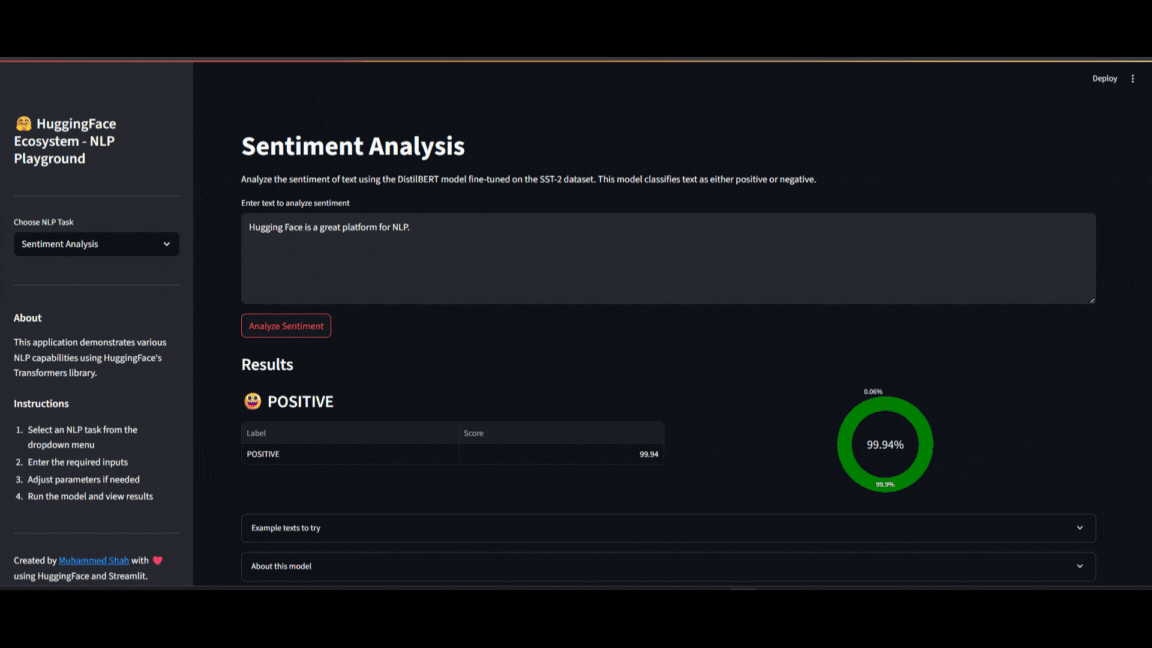 Deploy
🤗 HuggingFace
Ecosystem - NLP
Playground
Choose NLP Task
Sentiment Analysis
About
This application demonstrates various
NLP capabilities using HuggingFace's
Transformers library.
Instructions
1. Select an NLP task from the
dropdown menu
2. Enter the required inputs
3. Adjust parameters if needed
4. Run the model and view results
Created by Muhammed Shah with ❤️
using HuggingFace and Streamlit.
Sentiment Analysis
Analyze the sentiment of text using the DistilBERT model fine-tuned on the SST-2 dataset. This model classifies text as either positive or negative.
Enter text to analyze sentiment
Hugging Face is a great platform for NLP.
Analyze Sentiment
Results
😀 POSITIVE
Label Score
POSITIVE 99.94
0.06%
99.94%
99.9%
Example texts to try
About this model